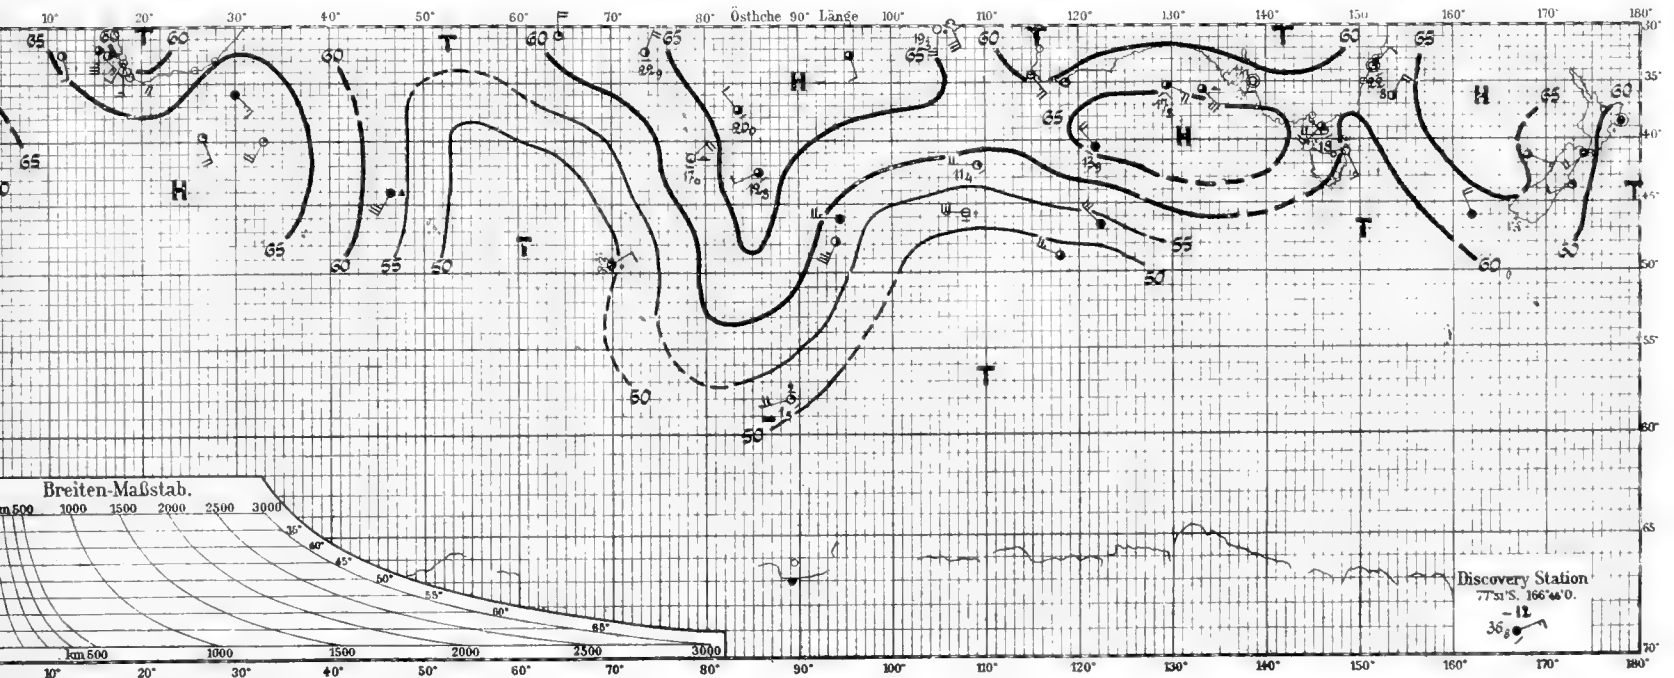 10° 20° 30° 40° 50° 60° 70° 80° Östliche 90° Länge 100° 110° 120° 130° 140° 150° 160° 170° 180°
30°
65 60 T 60 60 T 60 65 65 60 T T 60 65
35°
H H 65 60
65 H
40°
65
H T 45°
T T
65 60 55 50 55 50 60 60
50°
55°
T
50
50
60°
Breiten-Maßstab.
km 500 1000 1500 2000 2500 3000
35°
40°
45°
50°
55°
60°
65°
65
Discovery Station
77°51'S. 166°44'O.
-12
36₈
km 500 1000 1500 2000 2500 3000
70°
10° 20° 30° 40° 50° 60° 70° 80° 90° 100° 110° 120° 130° 140° 150° 160° 170° 180°